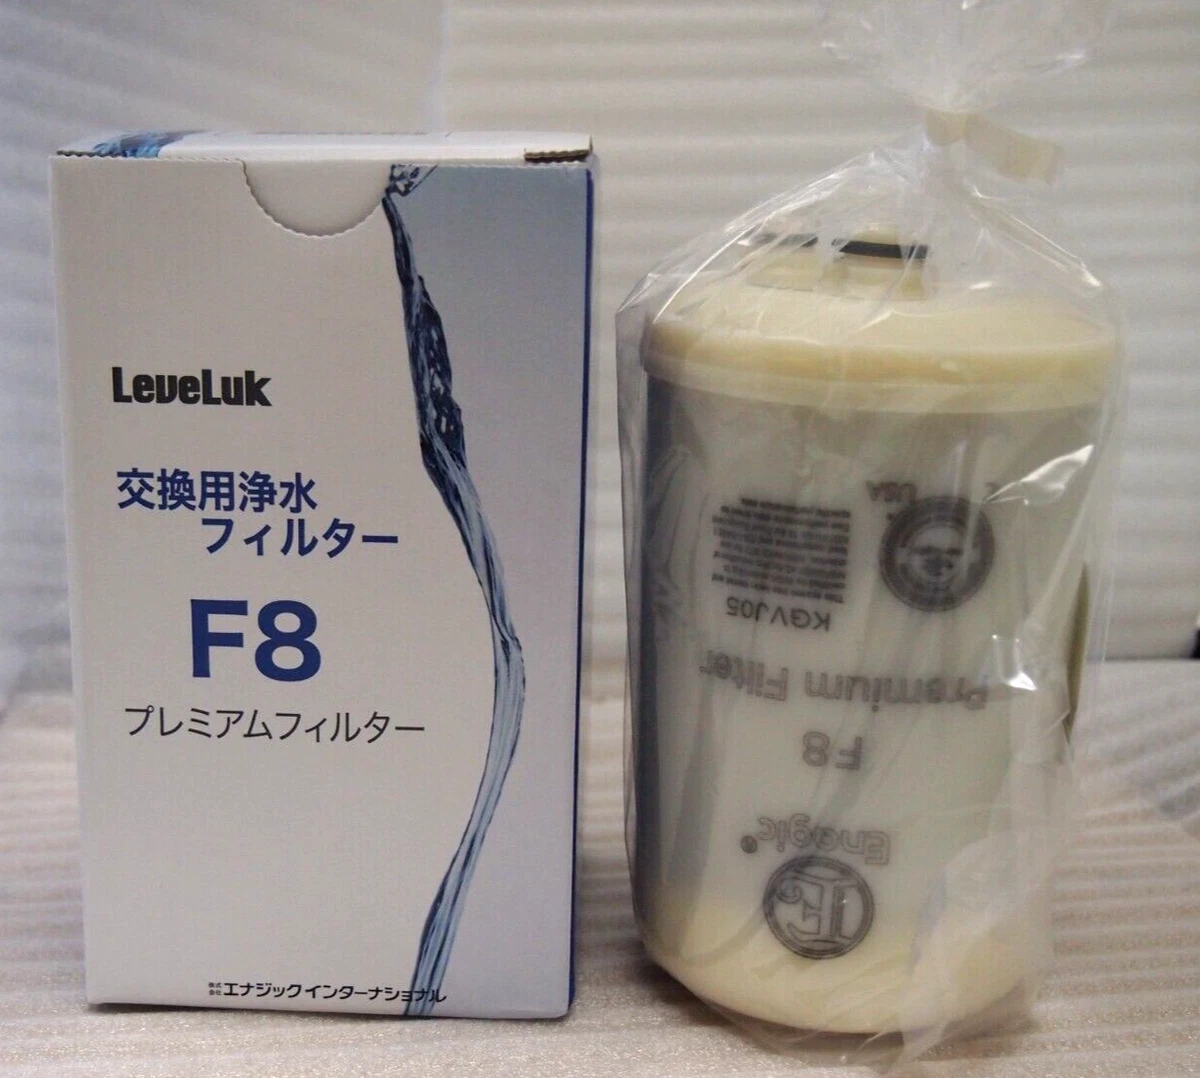 LeveLuk
交換用浄水
フィルター
F8
プレミアムフィルター
株式会社 エナジックインターナショナル
Enagic®
F8
Premium Filter
KGVJ05
USA